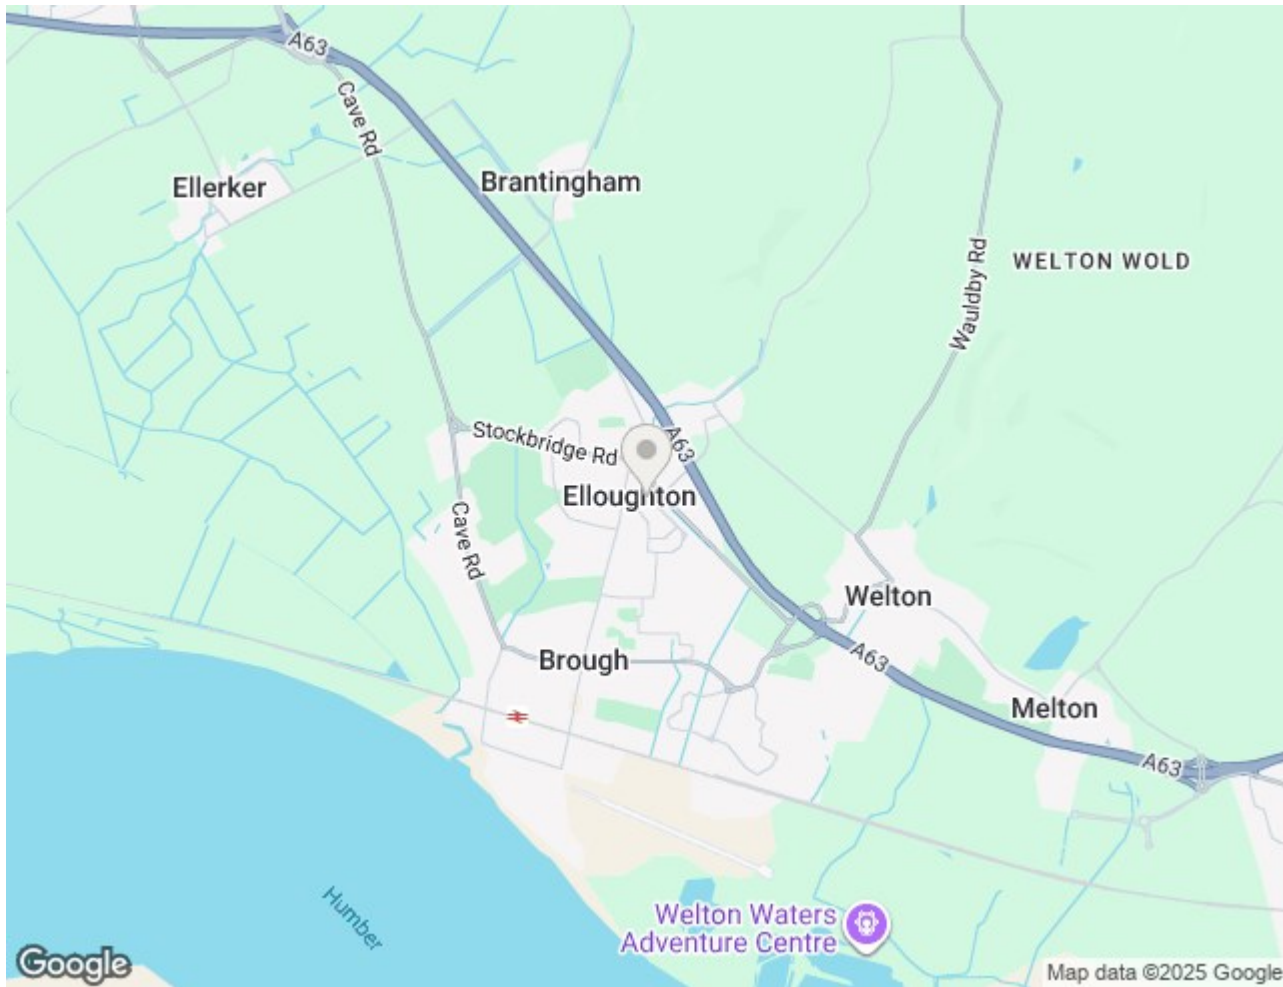 A63
Cave Rd
Ellerker
Brantingham
WELTON WOLD
Wauldby Rd
Stockbridge Rd
A63
Elloughton
Cave Rd
Welton
Brough
A63
Melton
A63
Humber
Welton Waters
Adventure Centre
Google
Map data ©2025 Google